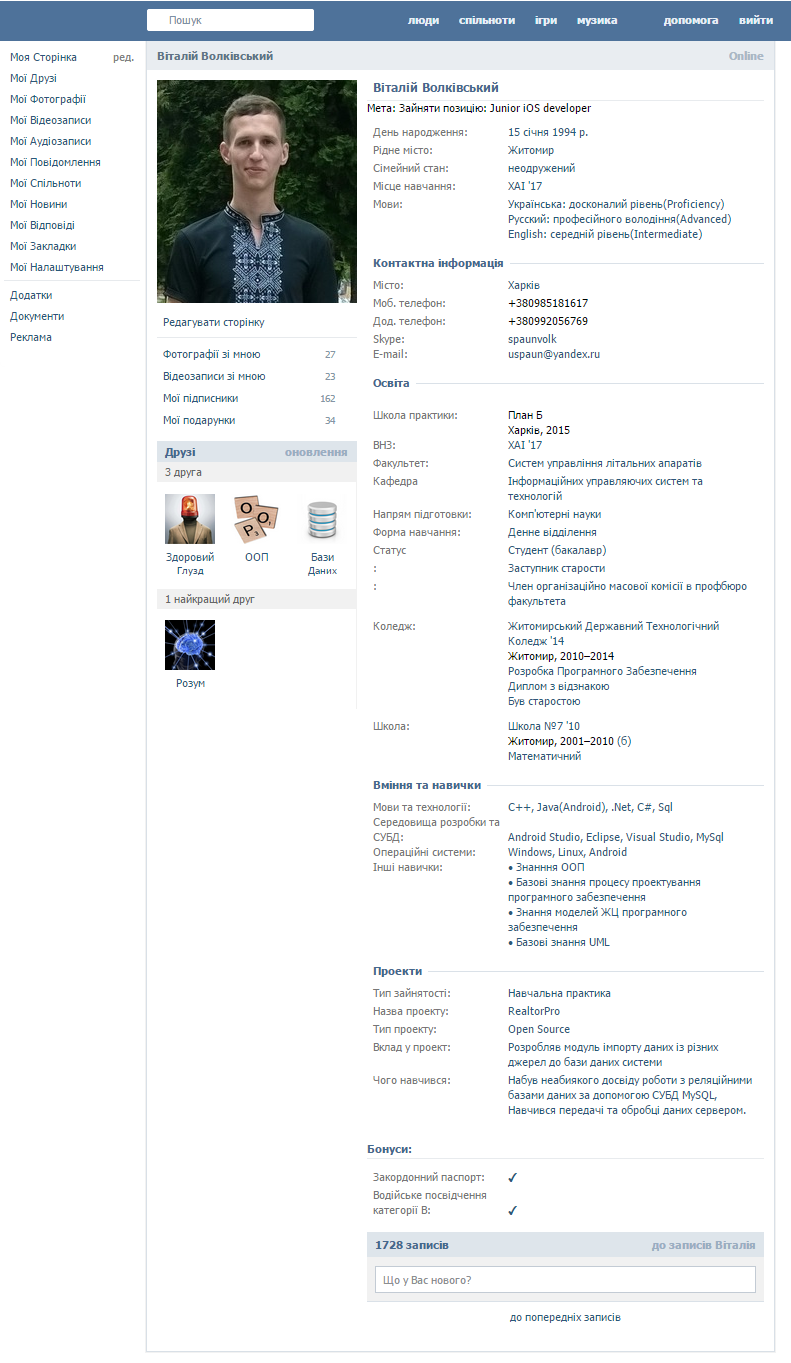 Пошук
люди спільноти ігри музика допомога вийти
Моя Сторінка ред.
Мої Друзі
Мої Фотографії
Мої Відеозаписи
Мої Аудіозаписи
Мої Повідомлення
Мої Спільноти
Мої Новини
Мої Відповіді
Мої Закладки
Мої Налаштування
Додатки
Документи
Реклама
Віталій Волківський Online
Редагувати сторінку
Фотографії зі мною 27
Відеозаписи зі мною 23
Мої підписники 162
Мої подарунки 34
Друзі оновлення
3 друга
Здоровий Глузд
ООП
Бази Даних
1 найкращий друг
Розум
Віталій Волківський
Мета: Зайняти позицію: Junior iOS developer
День народження: 15 січня 1994 р.
Рідне місто: Житомир
Сімейний стан: неодружений
Місце навчання: ХАІ '17
Мови: Українська: досконалий рівень(Proficiency)
Русский: професійного володіння(Advanced)
English: середній рівень(Intermediate)
Контактна інформація
Місто: Харків
Моб. телефон: +380985181617
Дод. телефон: +380992056769
Skype: spaunvolk
E-mail: uspaun@yandex.ru
Освіта
Школа практики: План Б
Харків, 2015
ВНЗ: ХАІ '17
Факультет: Систем управління літальних апаратів
Кафедра Інформаційних управляючих систем та
технологій
Напрям підготовки: Комп'ютерні науки
Форма навчання: Денне відділення
Статус Студент (бакалавр)
: Заступник старости
: Член організаційно масової комісії в профбюро
факультета
Коледж: Житомирський Державний Технологічний
Коледж '14
Житомир, 2010–2014
Розробка Програмного Забезпечення
Диплом з відзнакою
Був старостою
Школа: Школа №7 '10
Житомир, 2001–2010 (б)
Математичний
Вміння та навички
Мови та технології: C++, Java(Android), .Net, C#, Sql
Середовища розробки та
СУБД: Android Studio, Eclipse, Visual Studio, MySql
Операційні системи: Windows, Linux, Android
Інші навички: • Знанння ООП
• Базові знання процесу проектування
програмного забезпечення
• Знання моделей ЖЦ програмного
забезпечення
• Базові знання UML
Проекти
Тип зайнятості: Навчальна практика
Назва проекту: RealtorPro
Тип проекту: Open Source
Вклад у проект: Розробляв модуль імпорту даних із різних
джерел до бази даних системи
Чого навчився: Набув неабиякого досвіду роботи з реляційними
базами даних за допомогою СУБД MySQL,
Навчився передачі та обробці даних сервером.
Бонуси:
Закордонний паспорт: ✓
Водійське посвідчення
категорії B: ✓
1728 записів до записів Віталія
Що у Вас нового?
до попередніх записів